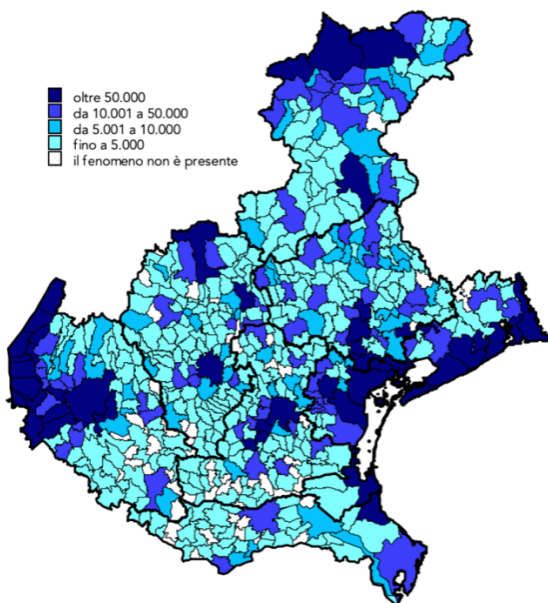 oltre 50.000
da 10.001 a 50.000
da 5.001 a 10.000
fino a 5.000
il fenomeno non è presente